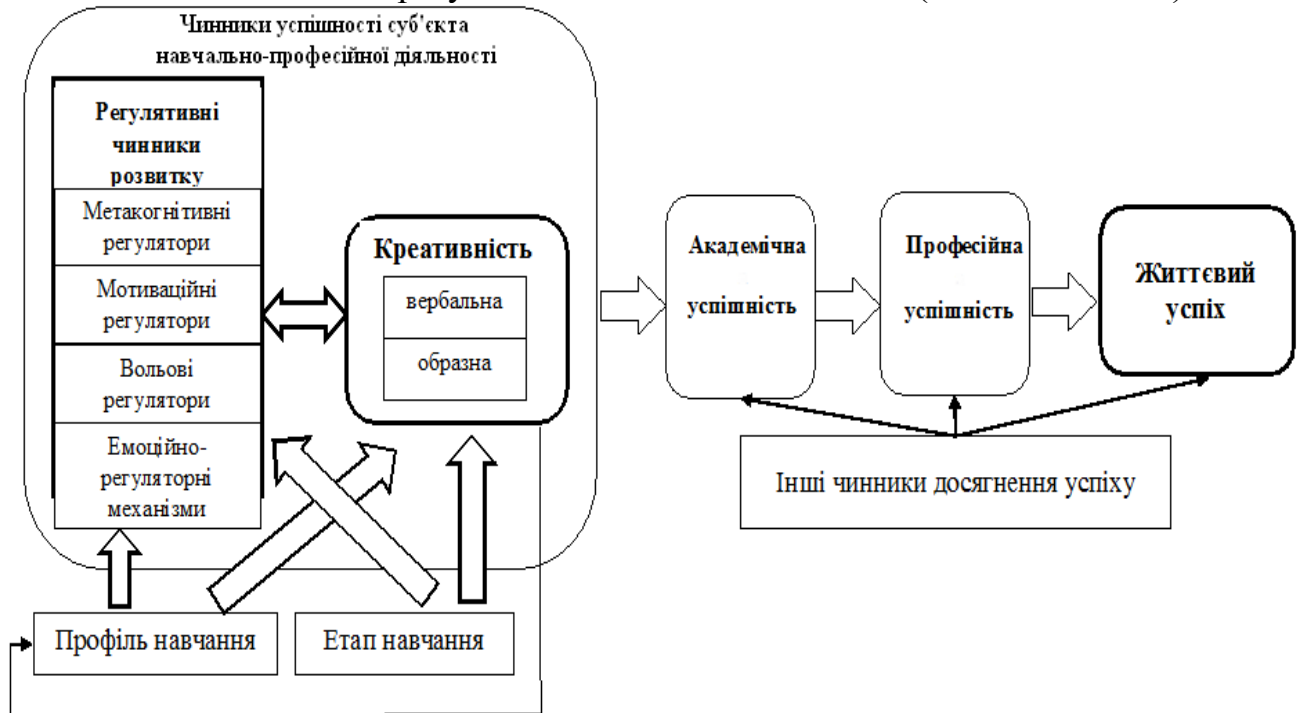 Чинники успішності суб'єкта
навчально-професійної діяльності
Регулятивні
чинники
розвитку
Метакогнітивні
регулятори
Мотиваційні
регулятори
Вольові
регулятори
Емоційно-
регуляторні
механізми
Креативність
вербальна
образна
Академічна
успішність
Професійна
успішність
Життєвий
успіх
Інші чинники досягнення успіху
Профіль навчання
Етап навчання